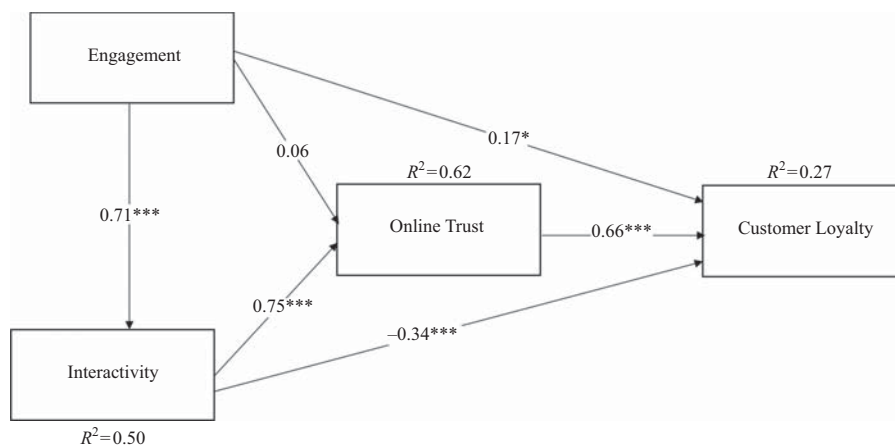 Engagement
0.17*
0.06
R²=0.62
R²=0.27
0.71***
Online Trust
0.66***
Customer Loyalty
0.75***
–0.34***
Interactivity
R²=0.50